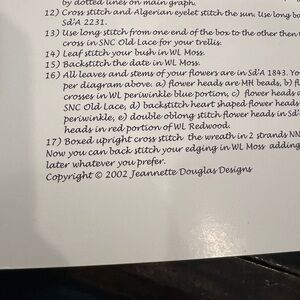 by dotted lines on main graph.
12) Cross stitch and Algerian eyelet stitch the sun. Use long b
Sd'A 2231.
13) Use long stitch from one end of the box to the other then
cross in SNC Old Lace for your trellis.
14) Leaf stitch your bush in WL Moss.
15) Backstitch the date in WL Moss.
16) All leaves and stems of your flowers are in Sd'A 1843. Yo
per diagram above: a) flower heads are MH beads, b) fl
crosses in WL periwinkle blue portion, c) flower heads a
SNC Old Lace, d) backstitch heart shaped flower heads
periwinkle, e) double oblong stitch flower heads in Sd'
heads in red portion of WL Redwood.
17) Boxed upright cross stitch the wreath in 2 strands NN
Now you can back stitch your edging in WL Moss adding
later whatever you prefer.
Copyright © 2002 Jeannette Douglas Designs